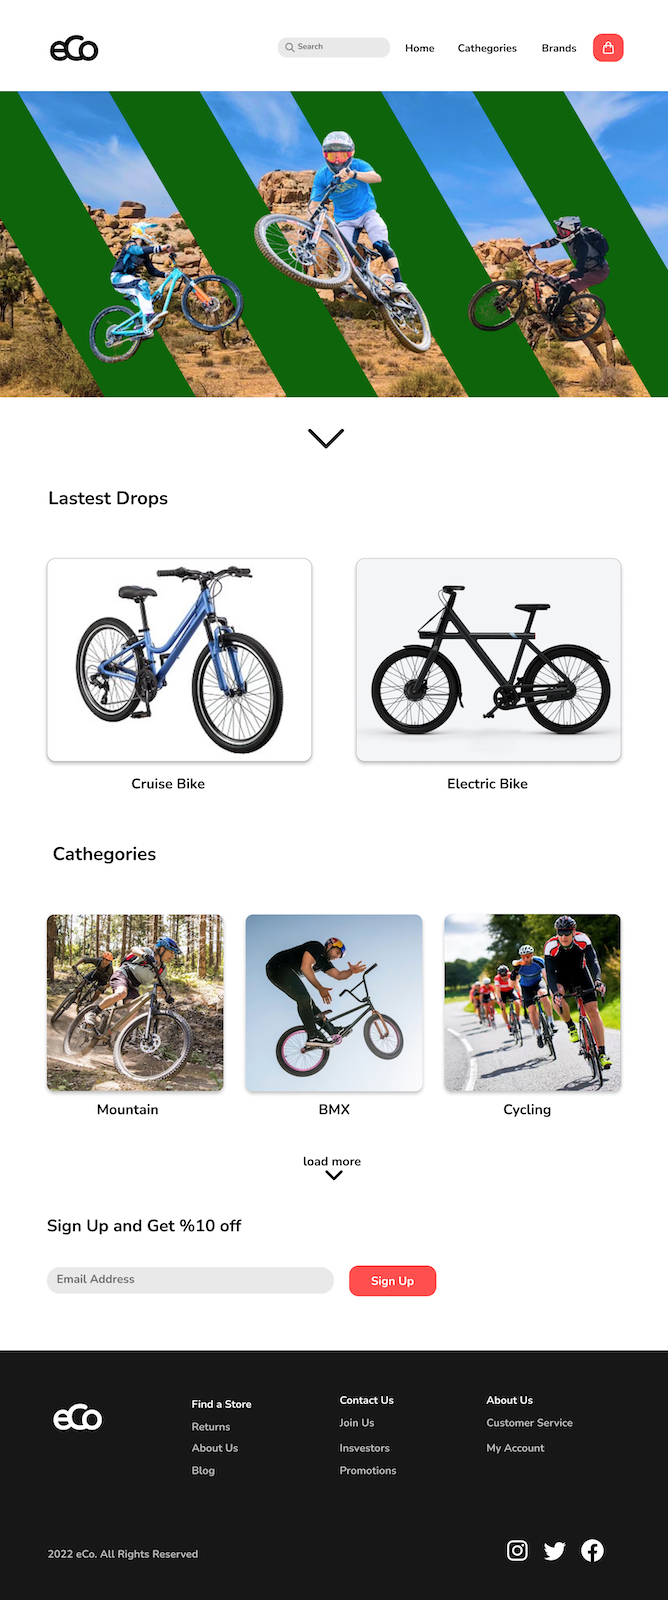 eCo
Search
Home
Cathegories
Brands
Lastest Drops
Cruise Bike
Electric Bike
Cathegories
Mountain
BMX
Cycling
load more
Sign Up and Get %10 off
Email Address
Sign Up
eCo
Find a Store
Returns
About Us
Blog
Contact Us
Join Us
Insvestors
Promotions
About Us
Customer Service
My Account
2022 eCo. All Rights Reserved